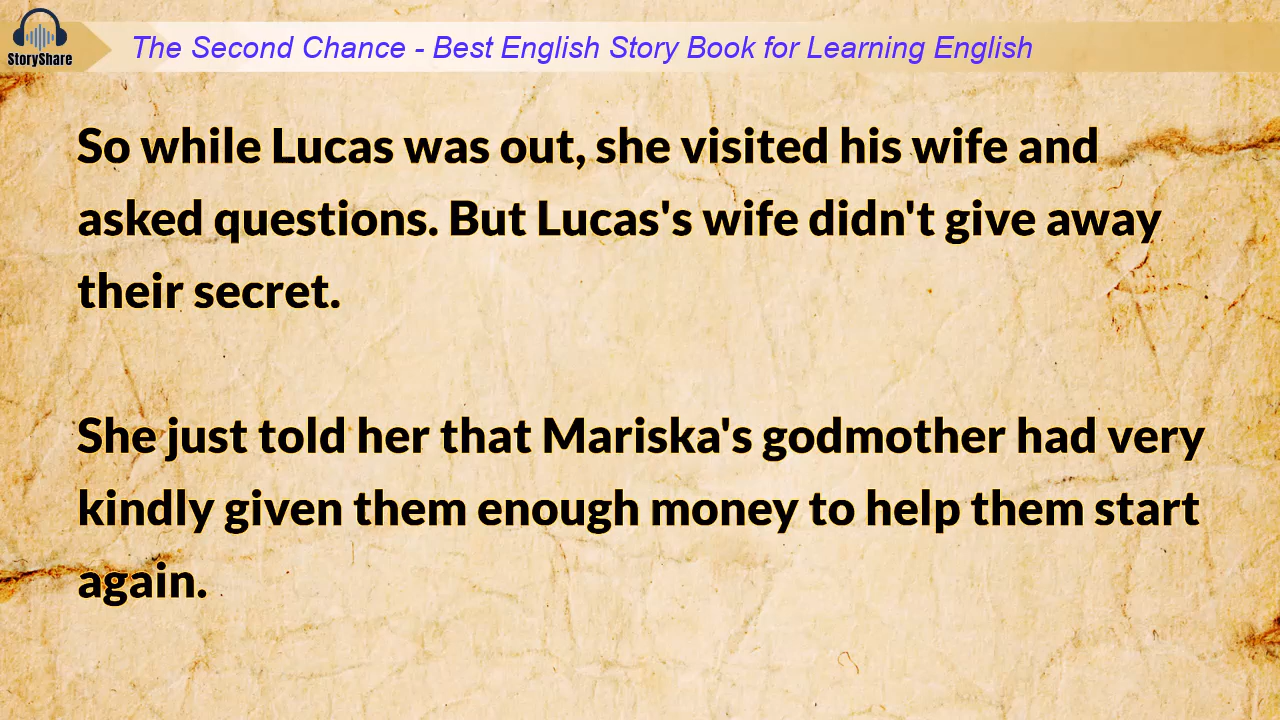 StoryShare
The Second Chance - Best English Story Book for Learning English
So while Lucas was out, she visited his wife and
asked questions. But Lucas's wife didn't give away
their secret.
She just told her that Mariska's godmother had very
kindly given them enough money to help them start
again.